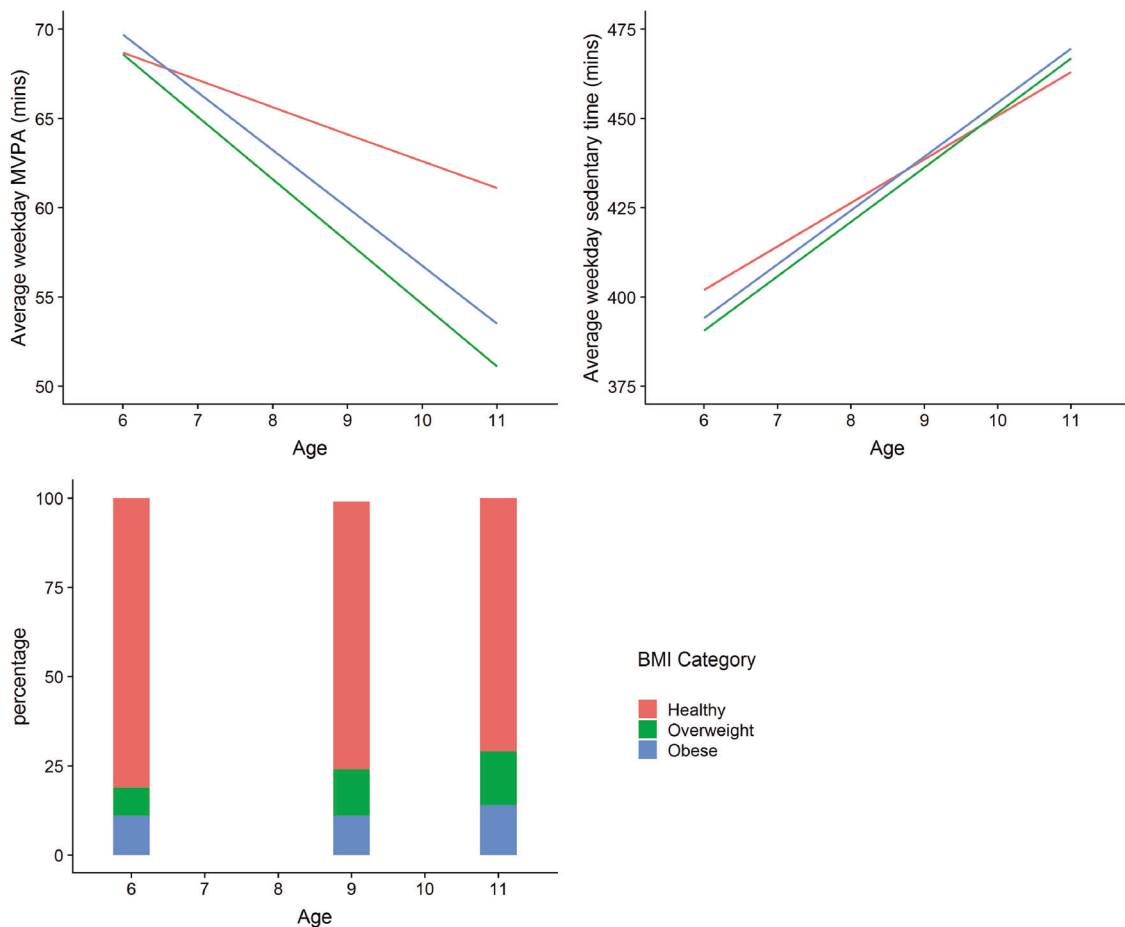 Average weekday MVPA (mins)
70
65
60
55
50
6 7 8 9 10 11
Age
Average weekday sedentary time (mins)
475
450
425
400
375
6 7 8 9 10 11
Age
percentage
100
75
50
25
0
6 7 8 9 10 11
Age
BMI Category
Healthy
Overweight
Obese